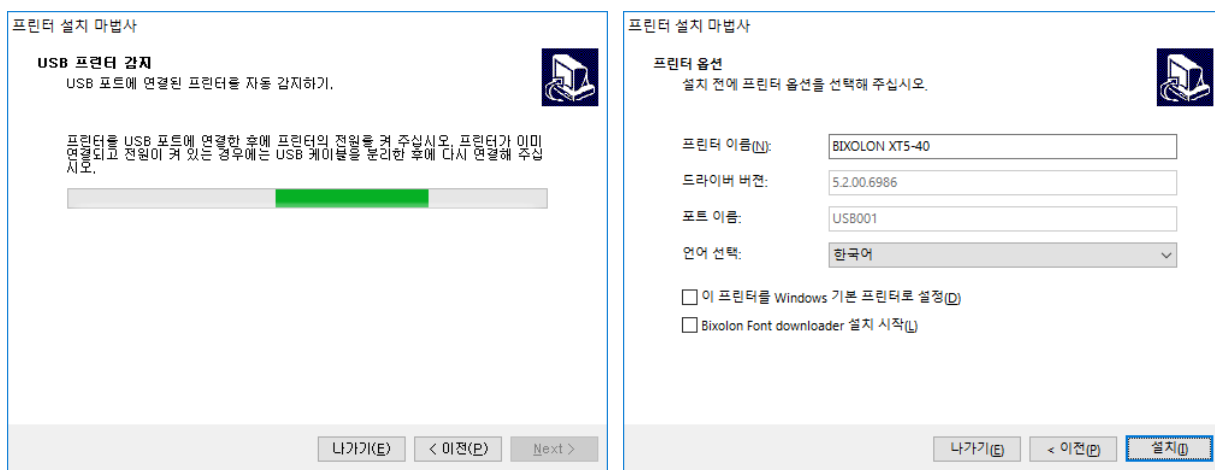 프린터 설치 마법사
USB 프린터 감지
USB 포트에 연결된 프린터를 자동 감지하기.
프린터를 USB 포트에 연결한 후에 프린터의 전원을 켜 주십시오. 프린터가 이미
연결되고 전원이 켜 있는 경우에는 USB 케이블을 분리한 후에 다시 연결해 주십
시오.
나가기(E)
< 이전(P)
Next >
프린터 설치 마법사
프린터 옵션
설치 전에 프린터 옵션을 선택해 주십시오.
프린터 이름(N): BIXOLON XT5-40
드라이버 버젼: 5.2.00.6986
포트 이름: USB001
언어 선택: 한국어
이 프린터를 Windows 기본 프린터로 설정(D)
Bixolon Font downloader 설치 시작(L)
나가기(E)
< 이전(P)
설치(I)